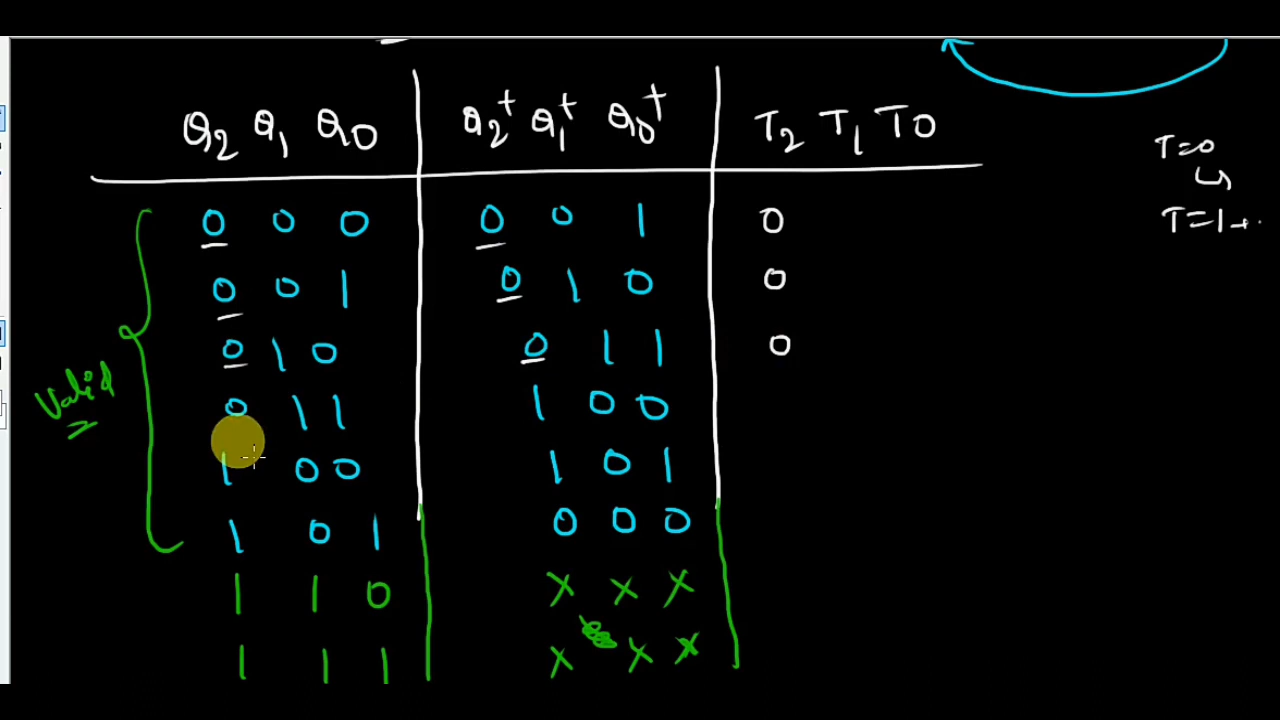 Q₂ Q₁ Q0 Q₂⁺ Q₁⁺ Q0⁺ T₂ T₁ T0
T=0
0 0 0 0 0 1 0
T=1
0 0 1 0 1 0 0
0 1 0 0 1 1 0
Valid
0 1 1 1 0 0
1 0 0 1 0 1
1 0 1 0 0 0
1 1 0 X X X
1 1 1 X X X